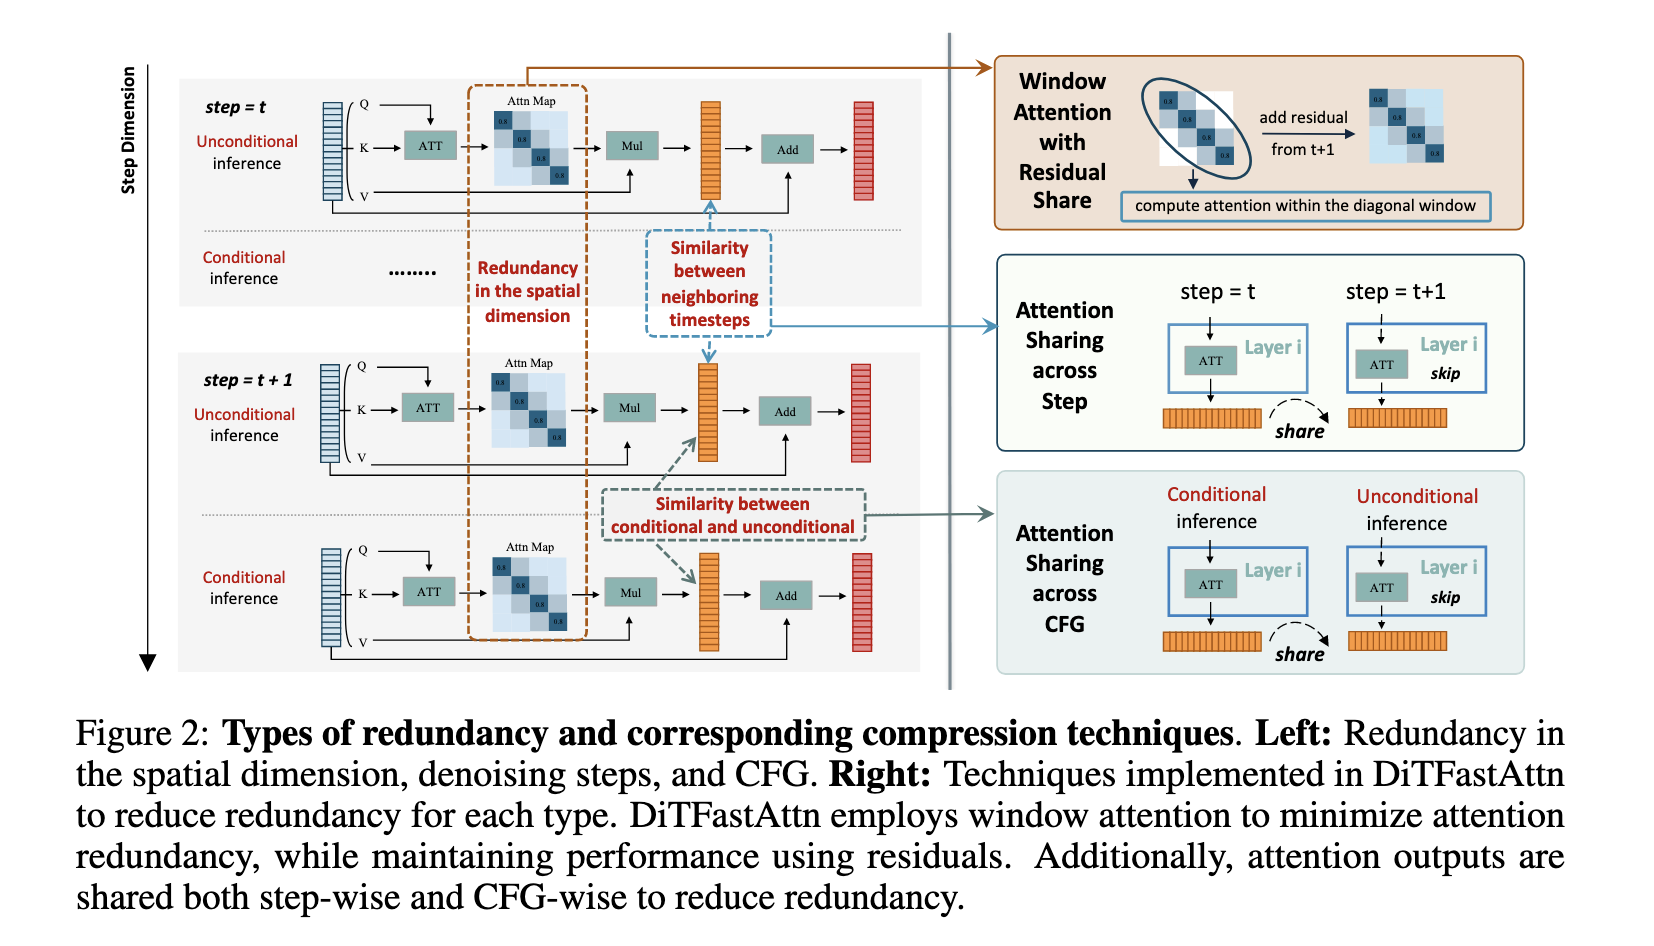 Step Dimension
step = t
Unconditional
inference
Q
K
V
ATT
Attn Map
0.8
0.8
0.8
0.8
Mul
Add
Conditional
inference
........
Redundancy
in the spatial
dimension
Similarity
between
neighboring
timesteps
step = t + 1
Unconditional
inference
Q
K
V
ATT
Attn Map
0.8
0.8
0.8
0.8
Mul
Add
Similarity between
conditional and unconditional
Conditional
inference
Q
K
V
ATT
Attn Map
0.8
0.8
0.8
0.8
Mul
Add
Window
Attention
with
Residual
Share
0.8
0.8
0.8
0.8
add residual
from t+1
0.8
0.8
0.8
0.8
compute attention within the diagonal window
Attention
Sharing
across
Step
step = t
ATT
Layer i
step = t+1
ATT
Layer i
skip
share
Attention
Sharing
across
CFG
Conditional
inference
ATT
Layer i
Unconditional
inference
ATT
Layer i
skip
share
Figure 2: Types of redundancy and corresponding compression techniques. Left: Redundancy in
the spatial dimension, denoising steps, and CFG. Right: Techniques implemented in DiTFastAttn
to reduce redundancy for each type. DiTFastAttn employs window attention to minimize attention
redundancy, while maintaining performance using residuals. Additionally, attention outputs are
shared both step-wise and CFG-wise to reduce redundancy.